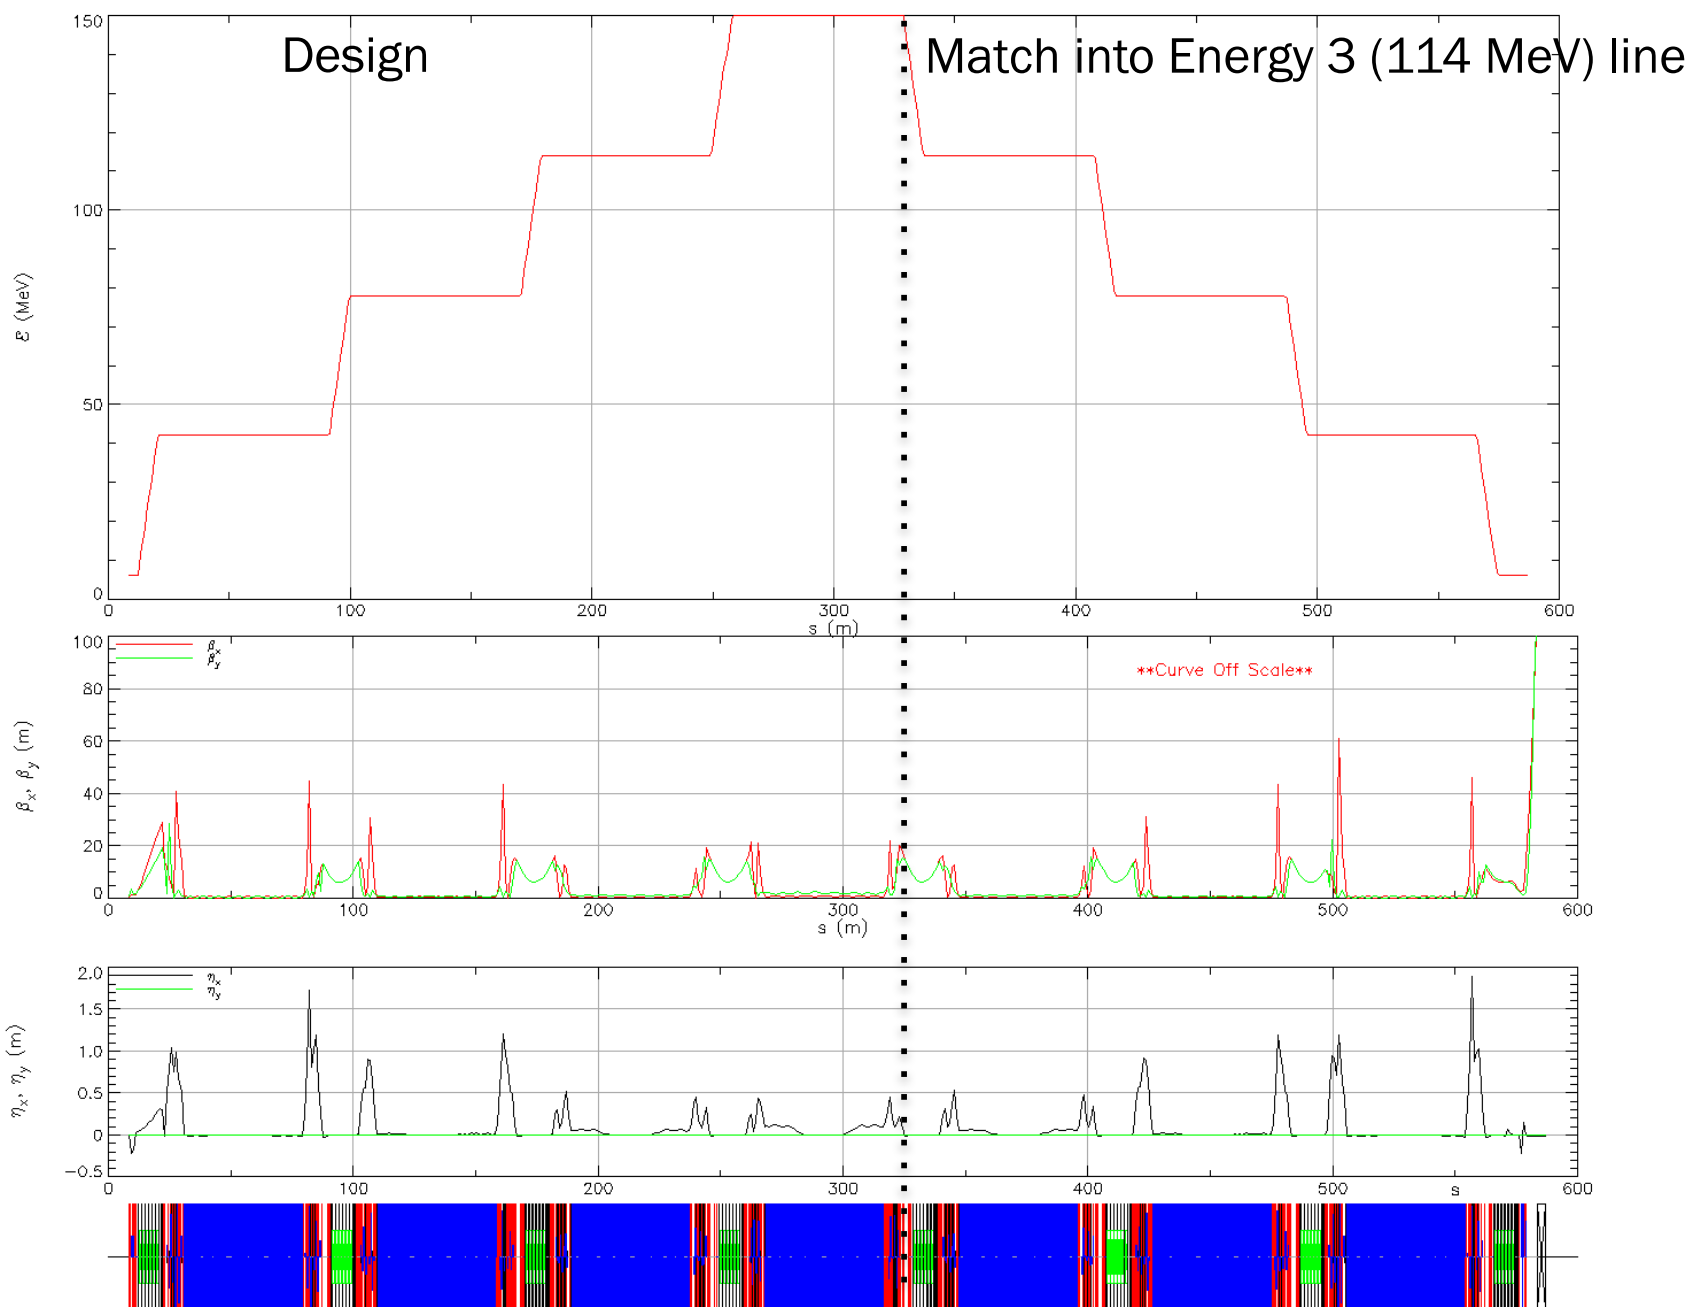 Design
Match into Energy 3 (114 MeV) line
150
100
50
0
ε (MeV)
0 100 200 300 400 500 600
s (m)
100
80
60
40
20
0
βx
βy
**Curve Off Scale**
βx, βy (m)
0 100 200 300 400 500 600
s (m)
2.0
1.5
1.0
0.5
0
−0.5
ηx
ηy
ηx, ηy (m)
0 100 200 300 400 500 s 600